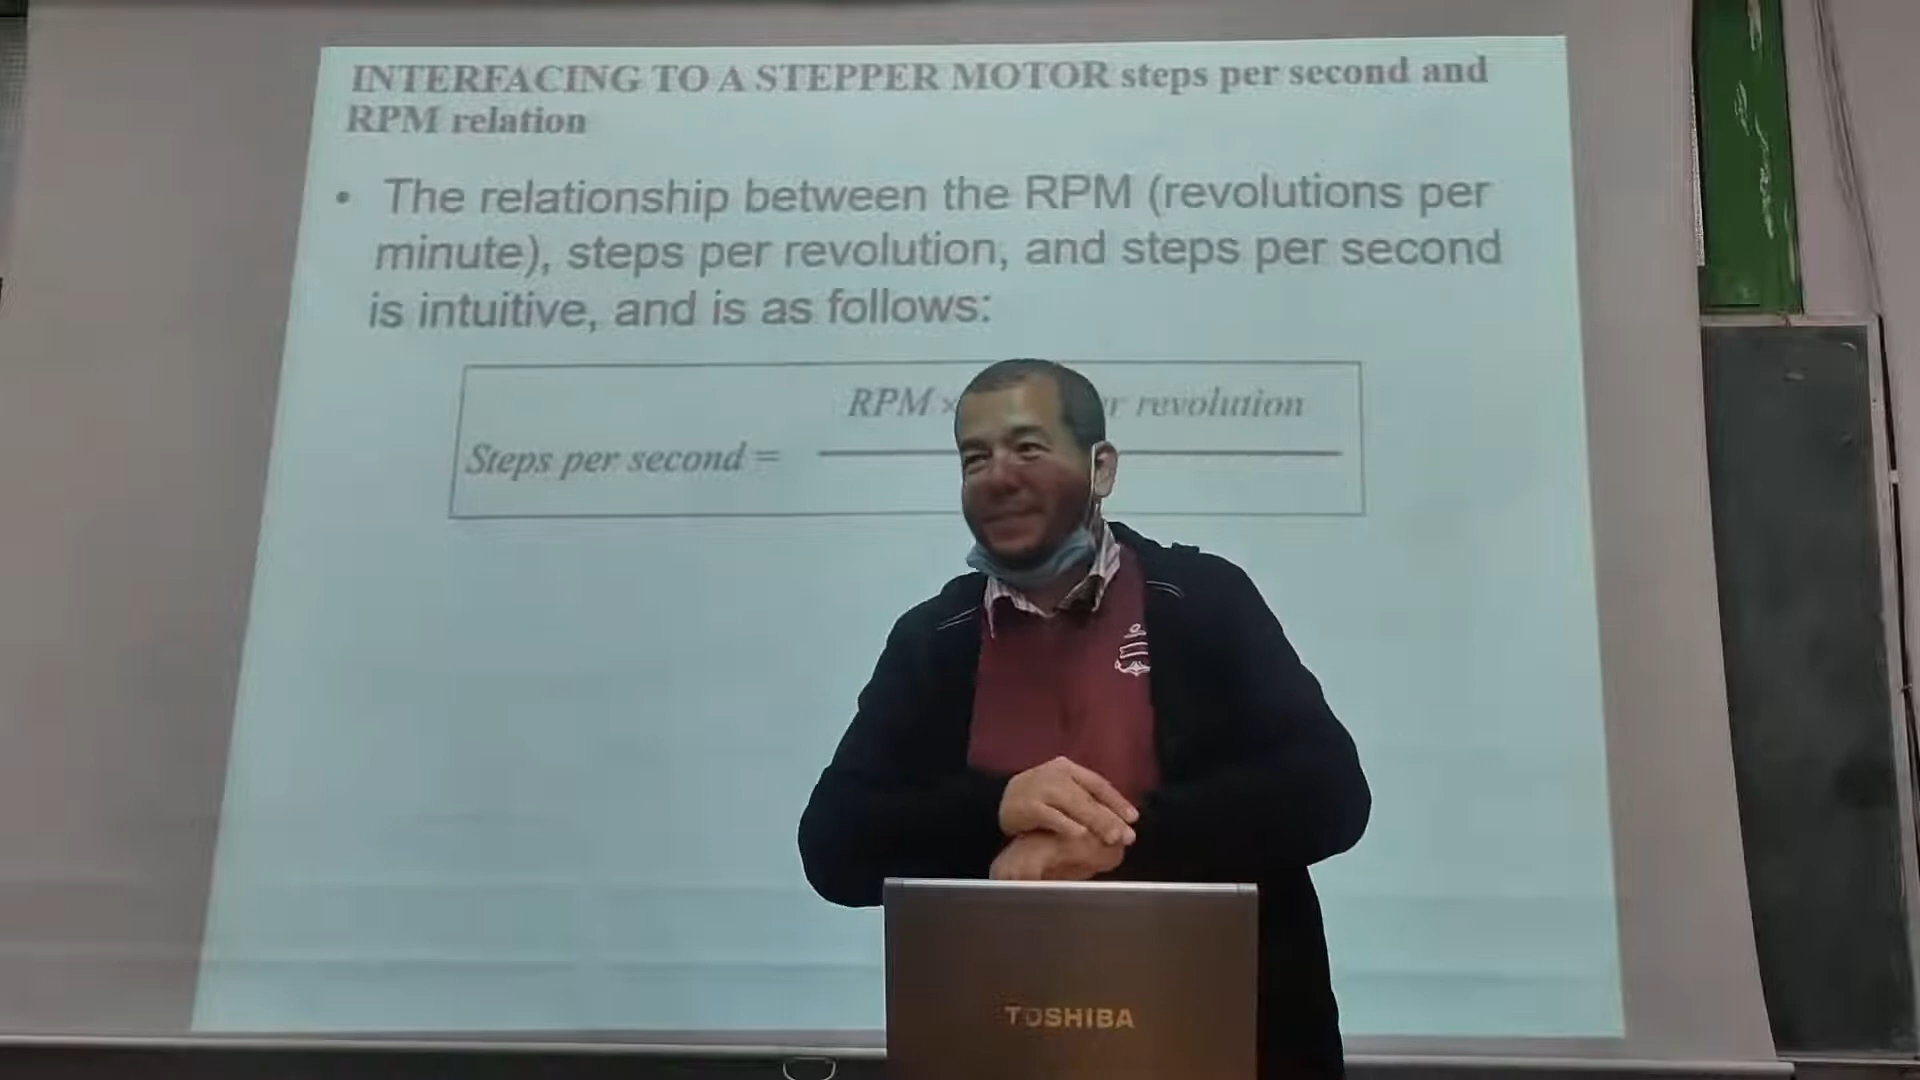 INTERFACING TO A STEPPER MOTOR steps per second and
RPM relation
• The relationship between the RPM (revolutions per
minute), steps per revolution, and steps per second
is intuitive, and is as follows:
RPM × revolution
Steps per second =
TOSHIBA